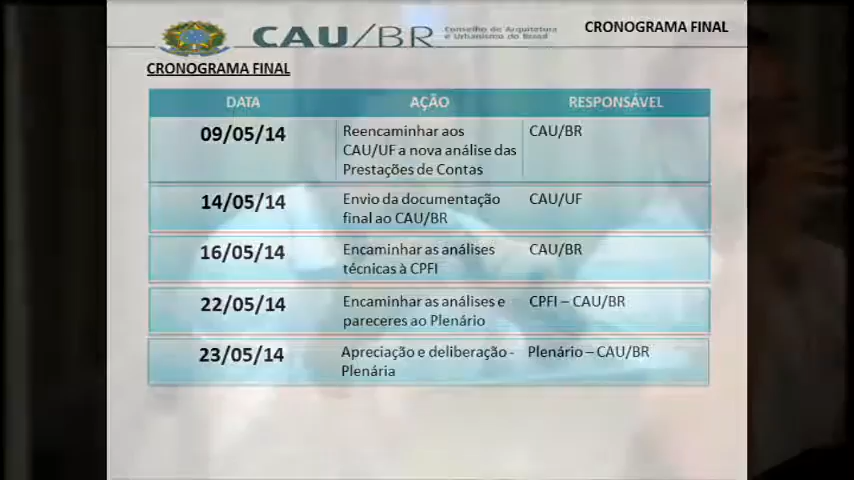 CAU/BR Conselho de Arquitetura
e Urbanismo do Brasil
CRONOGRAMA FINAL
CRONOGRAMA FINAL
DATA AÇÃO RESPONSÁVEL
09/05/14 Reencaminhar aos CAU/BR
CAU/UF a nova análise das
Prestações de Contas
14/05/14 Envio da documentação CAU/UF
final ao CAU/BR
16/05/14 Encaminhar as análises CAU/BR
técnicas à CPFI
22/05/14 Encaminhar as análises e CPFI – CAU/BR
pareceres ao Plenário
23/05/14 Apreciação e deliberação - Plenário – CAU/BR
Plenária